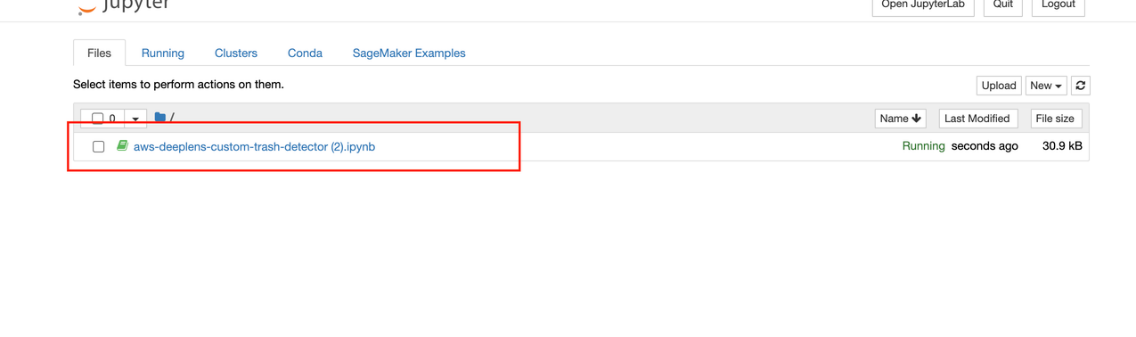 jupyter
Open JupyterLab Quit Logout
Files Running Clusters Conda SageMaker Examples
Select items to perform actions on them.
Upload New
0 / Name Last Modified File size
aws-deeplens-custom-trash-detector (2).ipynb Running seconds ago 30.9 kB